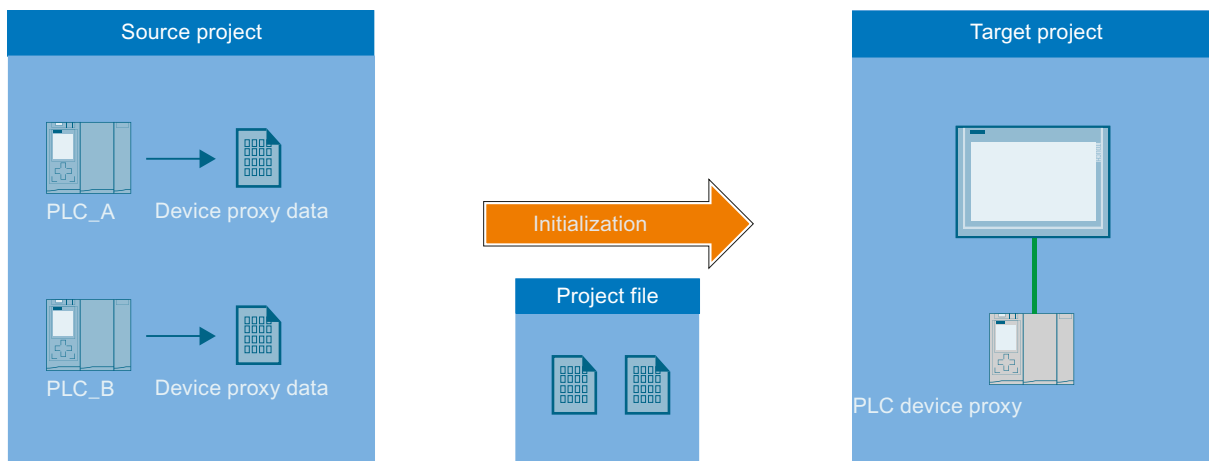 Source project
PLC_A
Device proxy data
PLC_B
Device proxy data
Initialization
Project file
Target project
PLC device proxy